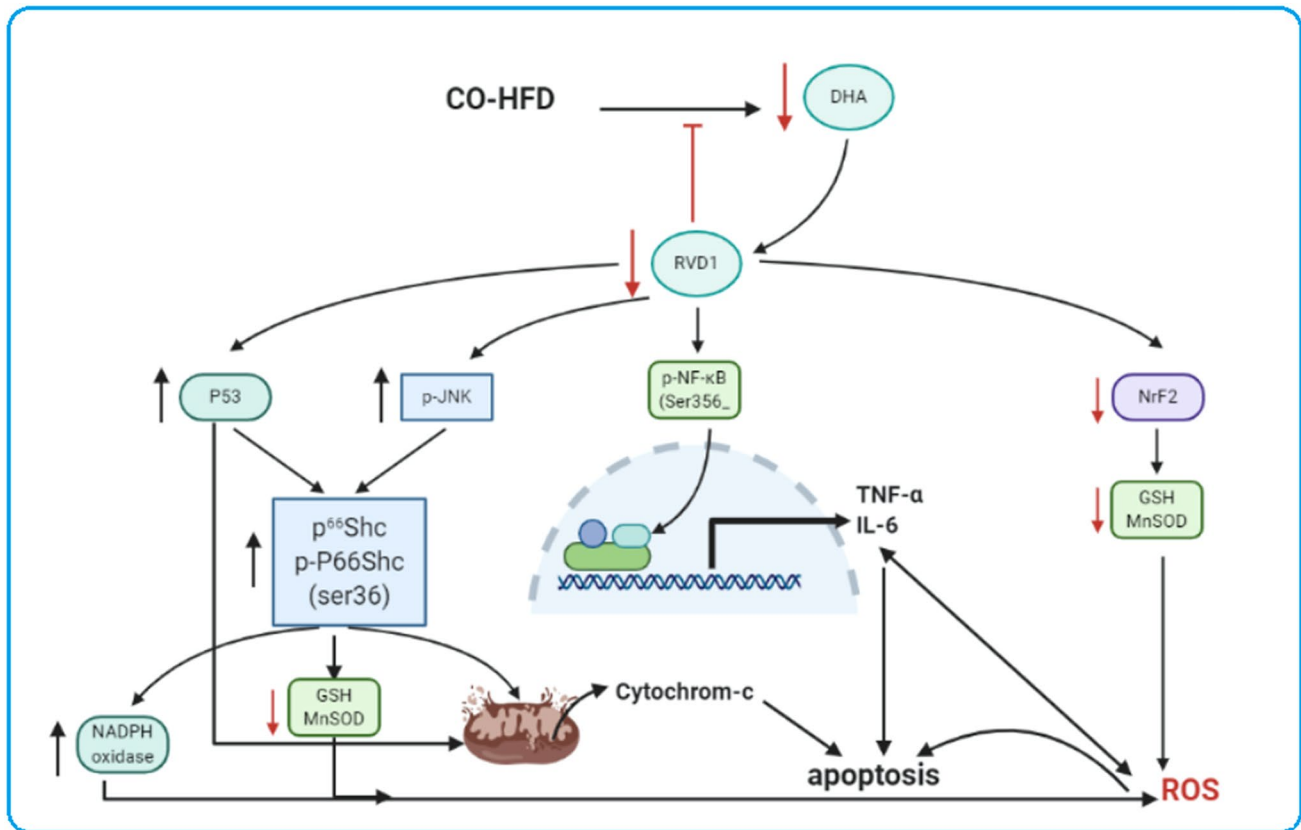 CO-HFD
DHA
RVD1
P53
p-JNK
p-NF-κB
(Ser356_
NrF2
GSH
MnSOD
TNF-α
IL-6
p⁶⁶Shc
p-P66Shc
(ser36)
GSH
MnSOD
Cytochrom-c
NADPH
oxidase
apoptosis
ROS